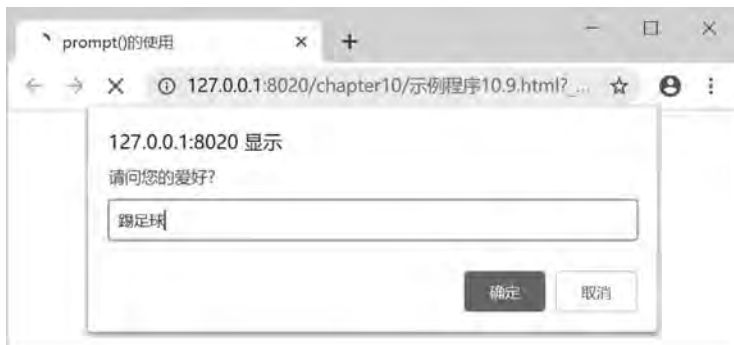 prompt()的使用
127.0.0.1:8020/chapter10/示例程序10.9.html?_...
127.0.0.1:8020 显示
请问您的爱好?
踢足球
确定 取消